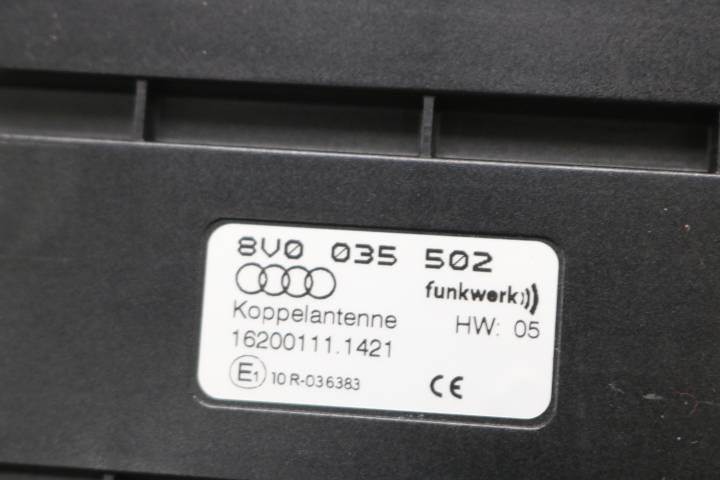 8V0 035 502
funkwerk
Koppelantenne
HW: 05
16200111.1421
E1 10 R-036383
CE